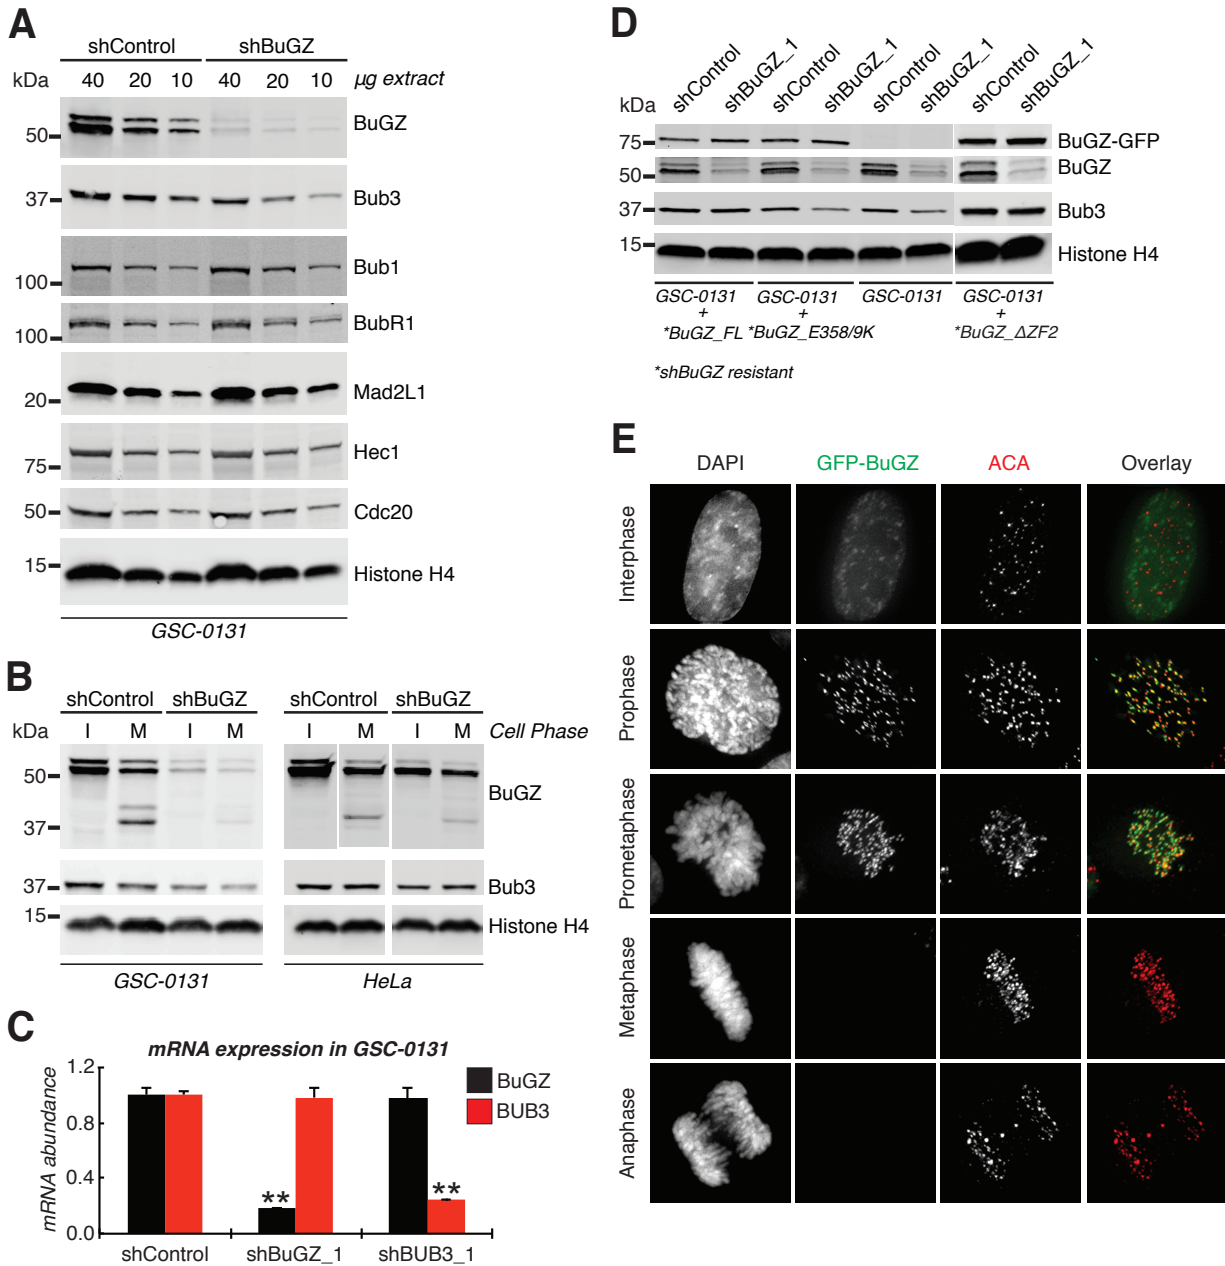 A
shControl shBuGZ
kDa 40 20 10 40 20 10 µg extract
50 BuGZ
37 Bub3
100 Bub1
100 BubR1
20 Mad2L1
75 Hec1
50 Cdc20
15 Histone H4
GSC-0131
B
shControl shBuGZ shControl shBuGZ
kDa I M I M I M I M Cell Phase
50
37 BuGZ
37 Bub3
15 Histone H4
GSC-0131 HeLa
C
mRNA expression in GSC-0131
mRNA abundance
1.2
0.8
0.4
0.0
BuGZ
BUB3
** **
shControl shBuGZ_1 shBUB3_1
D
shControl shBuGZ_1 shControl shBuGZ_1 shControl shBuGZ_1 shControl shBuGZ_1
kDa
75 BuGZ-GFP
50 BuGZ
37 Bub3
15 Histone H4
GSC-0131 GSC-0131 GSC-0131 GSC-0131
+ + +
*BuGZ_FL *BuGZ_E358/9K *BuGZ_ΔZF2
*shBuGZ resistant
E
DAPI GFP-BuGZ ACA Overlay
Interphase
Prophase
Prometaphase
Metaphase
Anaphase